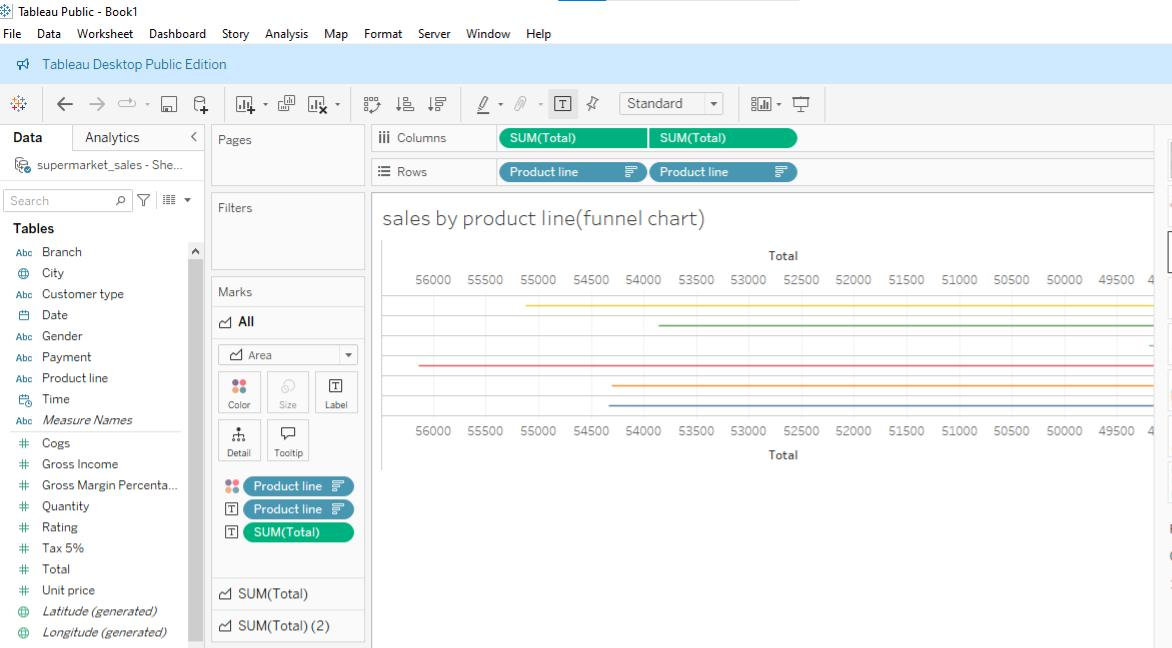 Tableau Public - Book1
File Data Worksheet Dashboard Story Analysis Map Format Server Window Help
Tableau Desktop Public Edition
Standard
Data Analytics
supermarket_sales - She...
Search
Tables
Abc Branch
City
Abc Customer type
Date
Abc Gender
Abc Payment
Abc Product line
Time
Abc Measure Names
# Cogs
# Gross Income
# Gross Margin Percenta...
# Quantity
# Rating
# Tax 5%
# Total
# Unit price
Latitude (generated)
Longitude (generated)
Pages
Filters
Marks
All
Area
Color Size Label
Detail Tooltip
Product line
Product line
SUM(Total)
SUM(Total)
SUM(Total) (2)
Columns SUM(Total) SUM(Total)
Rows Product line Product line
sales by product line(funnel chart)
Total
56000 55500 55000 54500 54000 53500 53000 52500 52000 51500 51000 50500 50000 49500
56000 55500 55000 54500 54000 53500 53000 52500 52000 51500 51000 50500 50000 49500
Total